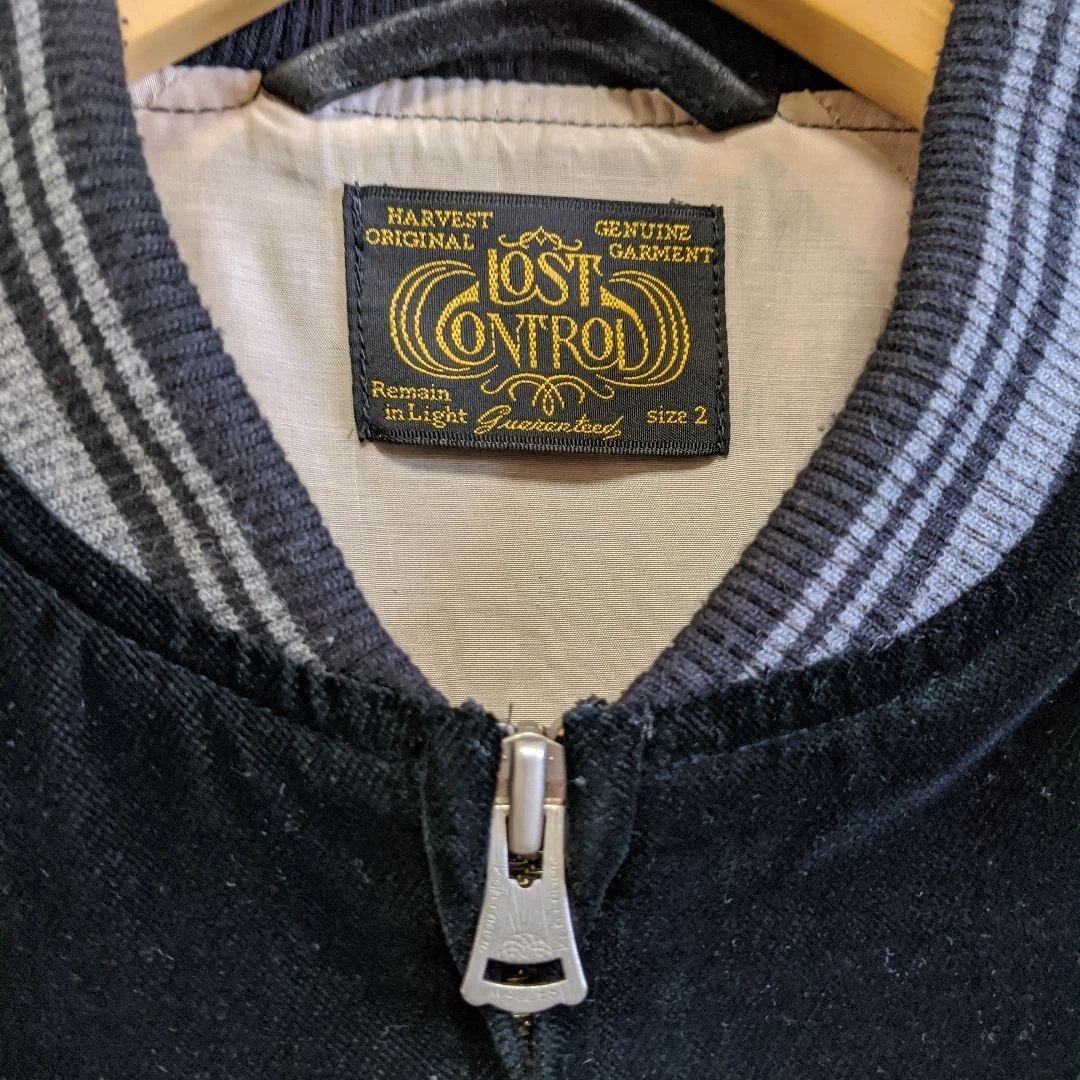 HARVEST
ORIGINAL
GENUINE
GARMENT
LOST
CONTROL
Remain
in Light
Guaranteed
size 2